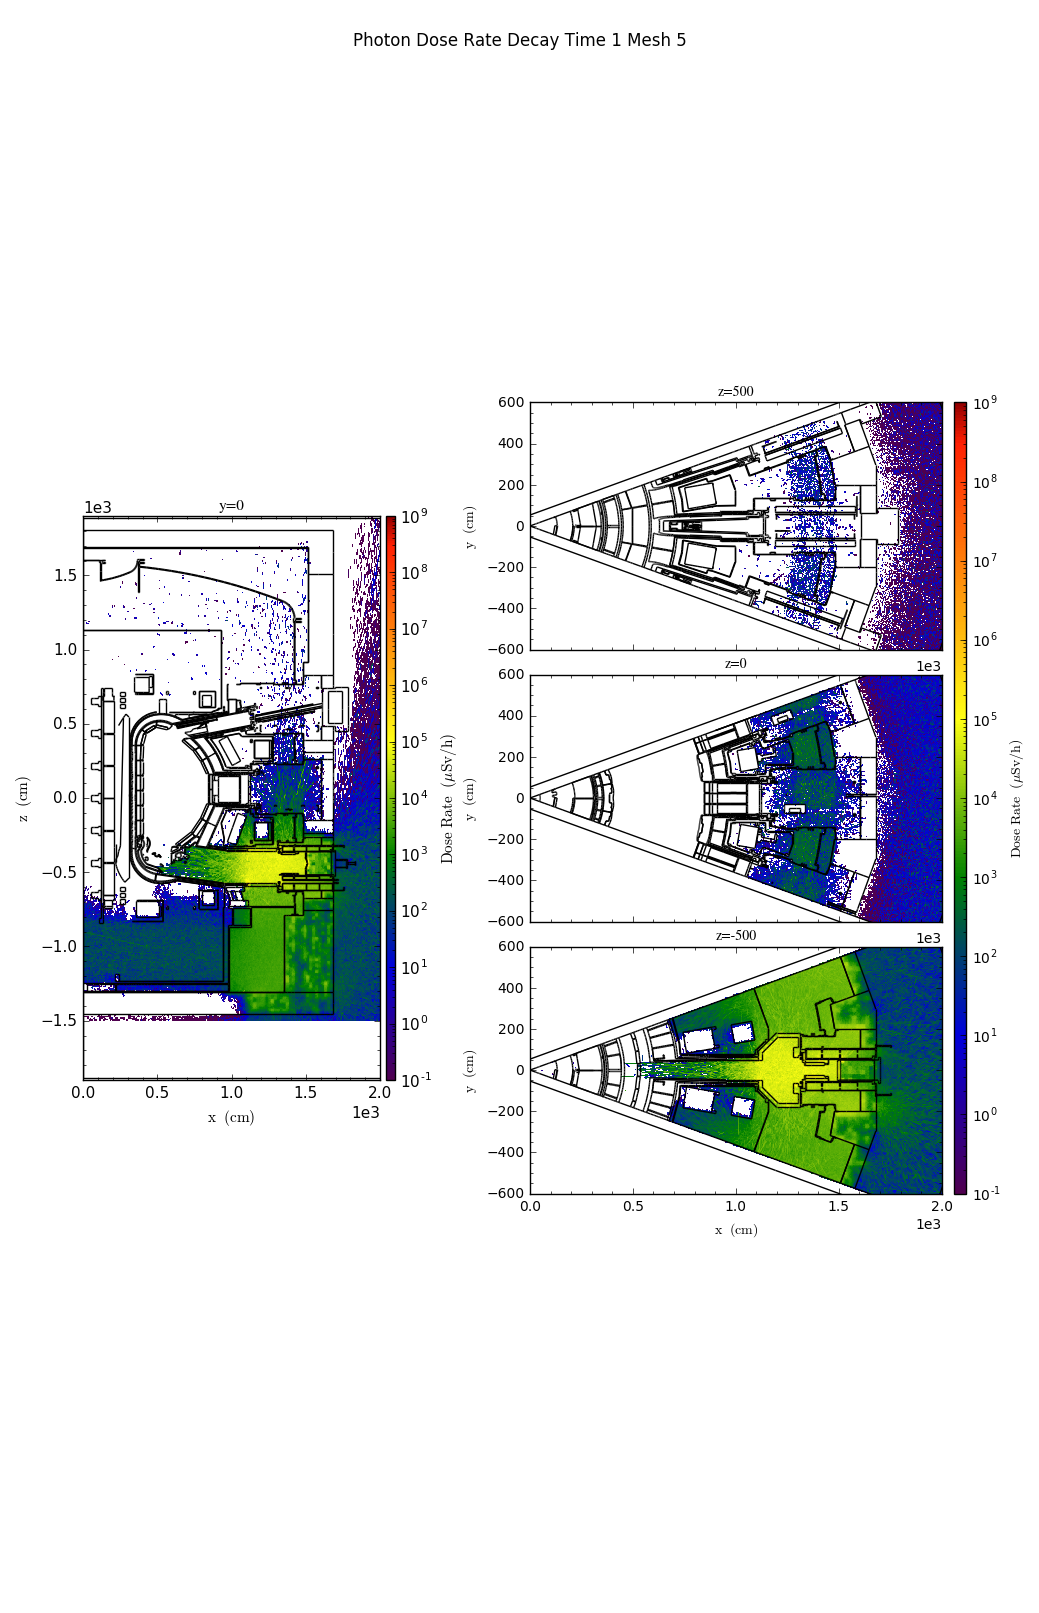 Photon Dose Rate Decay Time 1 Mesh 5
y=0
1e3
1.5
1.0
0.5
0.0
−0.5
−1.0
−1.5
z (cm)
0.0 0.5 1.0 1.5 2.0
1e3
x (cm)
10^9
10^8
10^7
10^6
10^5
10^4
10^3
10^2
10^1
10^0
10^-1
Dose Rate (μSv/h)
z=500
600
400
200
0
−200
−400
−600
y (cm)
1e3
z=0
600
400
200
0
−200
−400
−600
y (cm)
1e3
z=-500
600
400
200
0
−200
−400
−600
y (cm)
0.0 0.5 1.0 1.5 2.0
1e3
x (cm)
10^9
10^8
10^7
10^6
10^5
10^4
10^3
10^2
10^1
10^0
10^-1
Dose Rate (μSv/h)